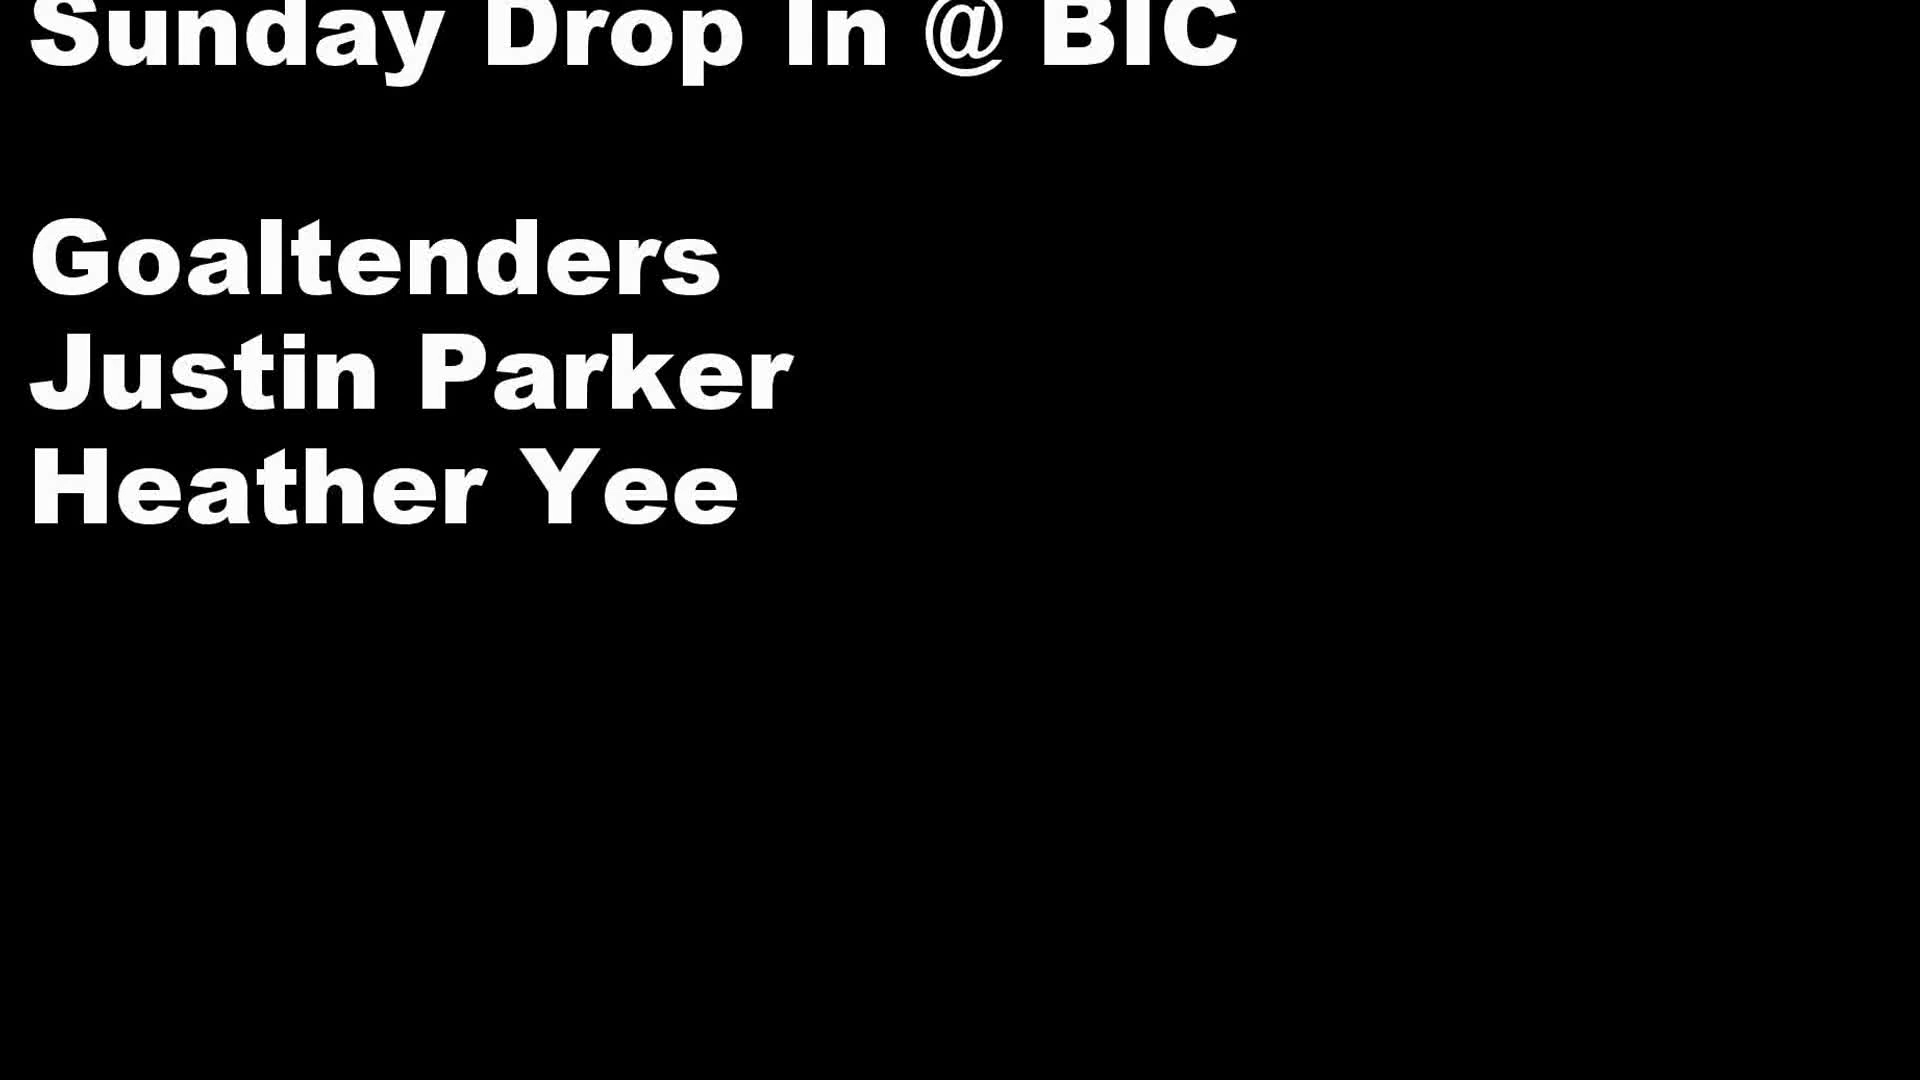 Sunday Drop In @ BIC
Goaltenders
Justin Parker
Heather Yee